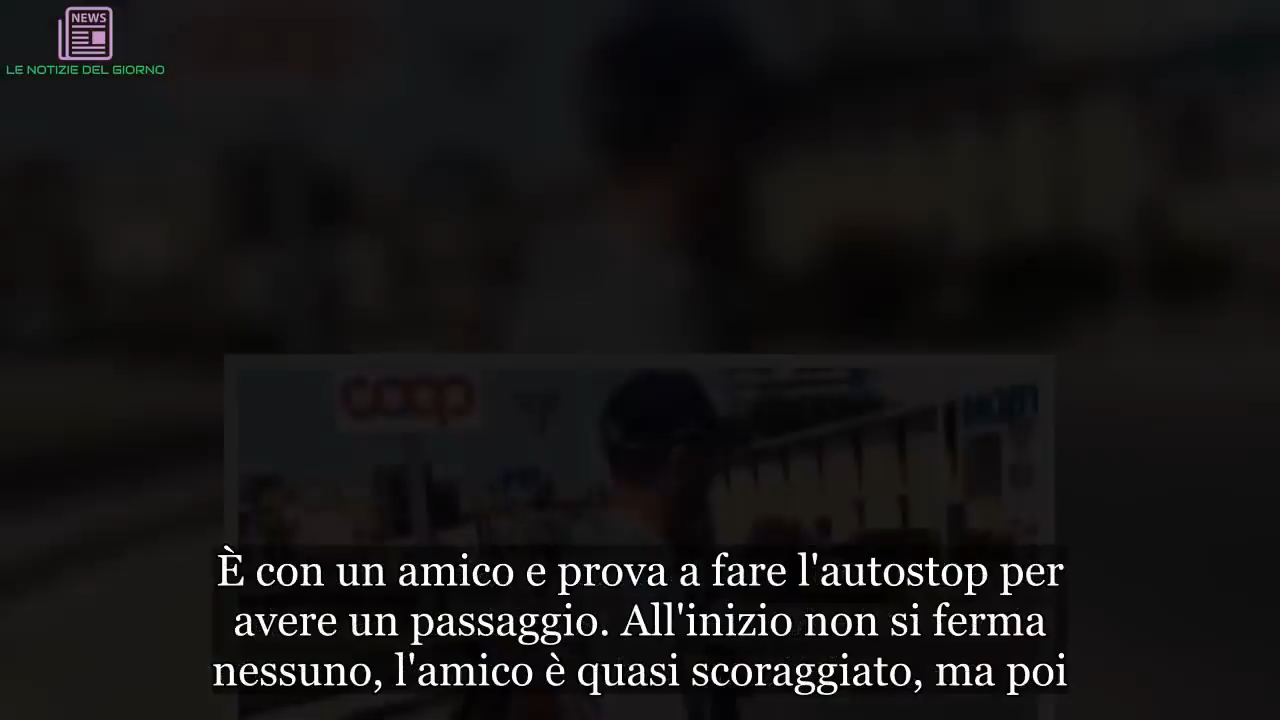 NEWS
LE NOTIZIE DEL GIORNO
coop
È con un amico e prova a fare l'autostop per
avere un passaggio. All'inizio non si ferma
nessuno, l'amico è quasi scoraggiato, ma poi